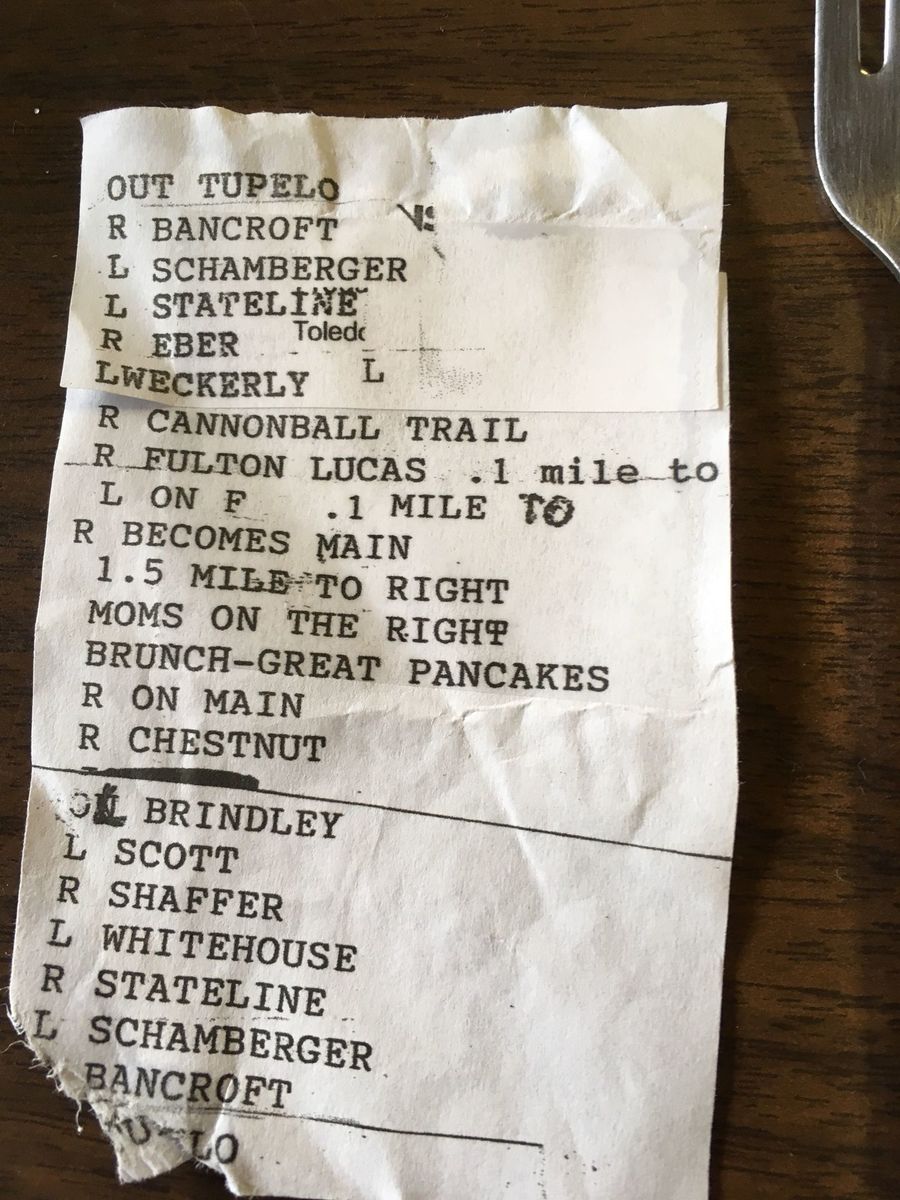 OUT TUPELO
R BANCROFT
L SCHAMBERGER
L STATELINE
R EBER Toledo
LWECKERLY L
R CANNONBALL TRAIL
R FULTON LUCAS .1 mile to
L ON F .1 MILE TO
R BECOMES MAIN
1.5 MILE TO RIGHT
MOMS ON THE RIGHT
BRUNCH-GREAT PANCAKES
R ON MAIN
R CHESTNUT
L BRINDLEY
L SCOTT
R SHAFFER
L WHITEHOUSE
R STATELINE
L SCHAMBERGER
BANCROFT